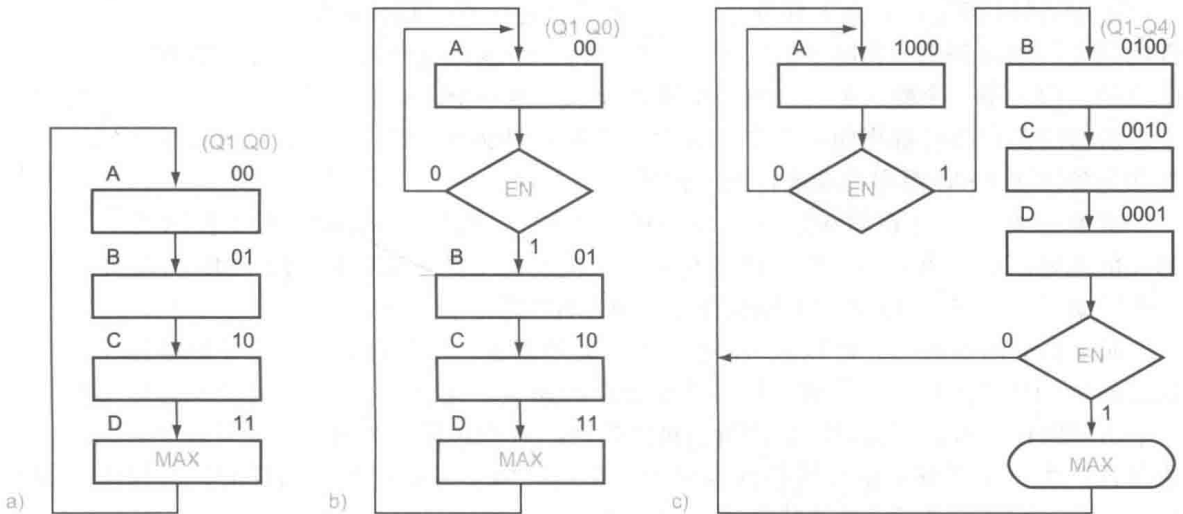 (Q1 Q0)
A 00
B 01
C 10
D 11
MAX
a)
(Q1 Q0)
A 00
0 EN
1
B 01
C 10
D 11
MAX
b)
(Q1-Q4)
A 1000
0 EN 1
B 0100
C 0010
D 0001
0 EN
1
MAX
c)